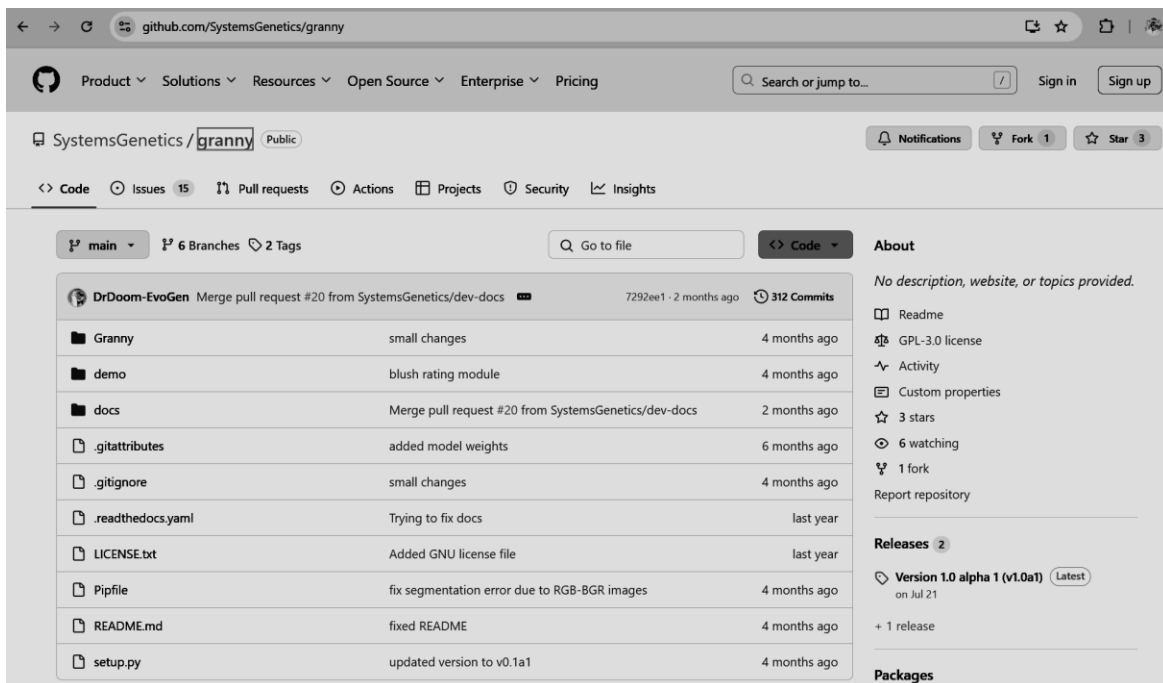 github.com/SystemsGenetics/granny
Product Solutions Resources Open Source Enterprise Pricing Search or jump to... / Sign in Sign up
SystemsGenetics / granny Public Notifications Fork 1 Star 3
Code Issues 15 Pull requests Actions Projects Security Insights
main 6 Branches 2 Tags Go to file Code
DrDoom-EvoGen Merge pull request #20 from SystemsGenetics/dev-docs 7292ee1 · 2 months ago 312 Commits
Granny small changes 4 months ago
demo blush rating module 4 months ago
docs Merge pull request #20 from SystemsGenetics/dev-docs 2 months ago
.gitattributes added model weights 6 months ago
.gitignore small changes 4 months ago
.readthedocs.yaml Trying to fix docs last year
LICENSE.txt Added GNU license file last year
Pipfile fix segmentation error due to RGB-BGR images 4 months ago
README.md fixed README 4 months ago
setup.py updated version to v0.1a1 4 months ago
About
No description, website, or topics provided.
Readme
GPL-3.0 license
Activity
Custom properties
3 stars
6 watching
1 fork
Report repository
Releases 2
Version 1.0 alpha 1 (v1.0a1) Latest
on Jul 21
+ 1 release
Packages